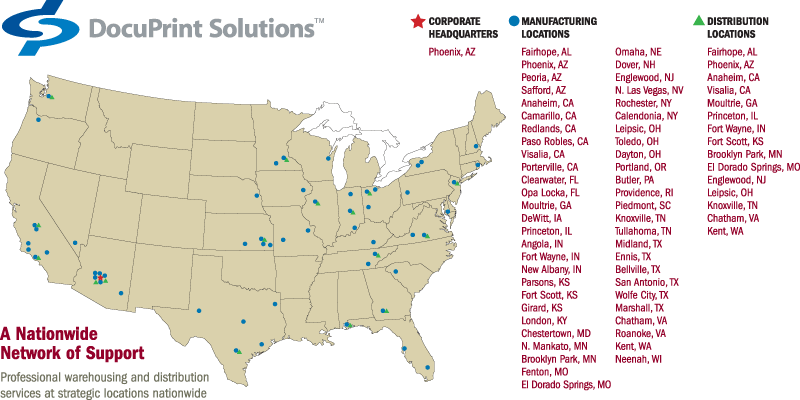 DocuPrint Solutions™
CORPORATE
HEADQUARTERS
Phoenix, AZ
MANUFACTURING
LOCATIONS
Fairhope, AL
Phoenix, AZ
Peoria, AZ
Safford, AZ
Anaheim, CA
Camarillo, CA
Redlands, CA
Paso Robles, CA
Visalia, CA
Porterville, CA
Clearwater, FL
Opa Locka, FL
Moultrie, GA
DeWitt, IA
Princeton, IL
Angola, IN
Fort Wayne, IN
New Albany, IN
Parsons, KS
Fort Scott, KS
Girard, KS
London, KY
Chestertown, MD
N. Mankato, MN
Brooklyn Park, MN
Fenton, MO
El Dorado Springs, MO
Omaha, NE
Dover, NH
Englewood, NJ
N. Las Vegas, NV
Rochester, NY
Calendonia, NY
Leipsic, OH
Toledo, OH
Dayton, OH
Portland, OR
Butler, PA
Providence, RI
Piedmont, SC
Knoxville, TN
Tullahoma, TN
Midland, TX
Ennis, TX
Bellville, TX
San Antonio, TX
Wolfe City, TX
Marshall, TX
Chatham, VA
Roanoke, VA
Kent, WA
Neenah, WI
DISTRIBUTION
LOCATIONS
Fairhope, AL
Phoenix, AZ
Anaheim, CA
Visalia, CA
Moultrie, GA
Princeton, IL
Fort Wayne, IN
Fort Scott, KS
Brooklyn Park, MN
El Dorado Springs, MO
Englewood, NJ
Leipsic, OH
Knoxville, TN
Chatham, VA
Kent, WA
A Nationwide
Network of Support
Professional warehousing and distribution
services at strategic locations nationwide